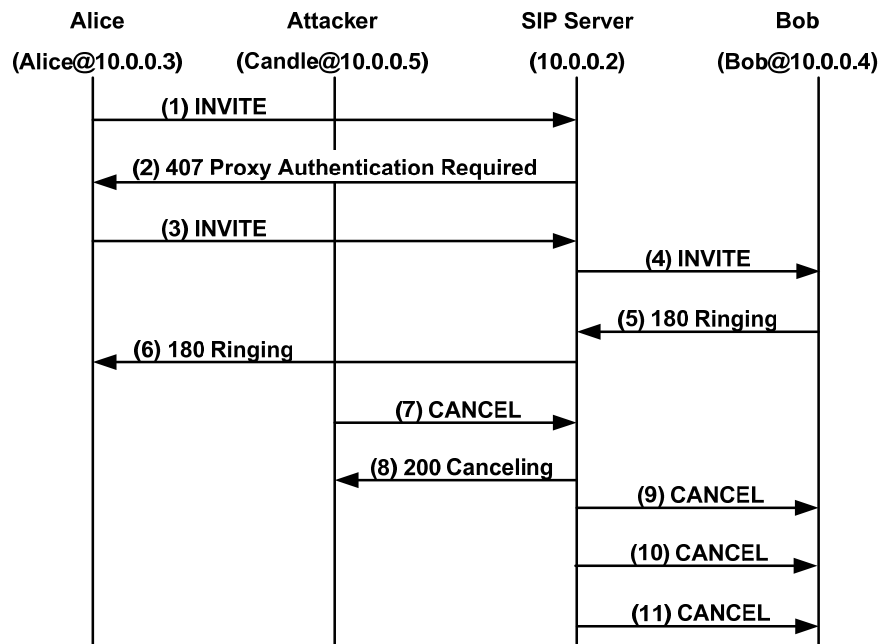 Alice Attacker SIP Server Bob
(Alice@10.0.0.3) (Candle@10.0.0.5) (10.0.0.2) (Bob@10.0.0.4)
(1) INVITE
(2) 407 Proxy Authentication Required
(3) INVITE
(4) INVITE
(5) 180 Ringing
(6) 180 Ringing
(7) CANCEL
(8) 200 Canceling
(9) CANCEL
(10) CANCEL
(11) CANCEL